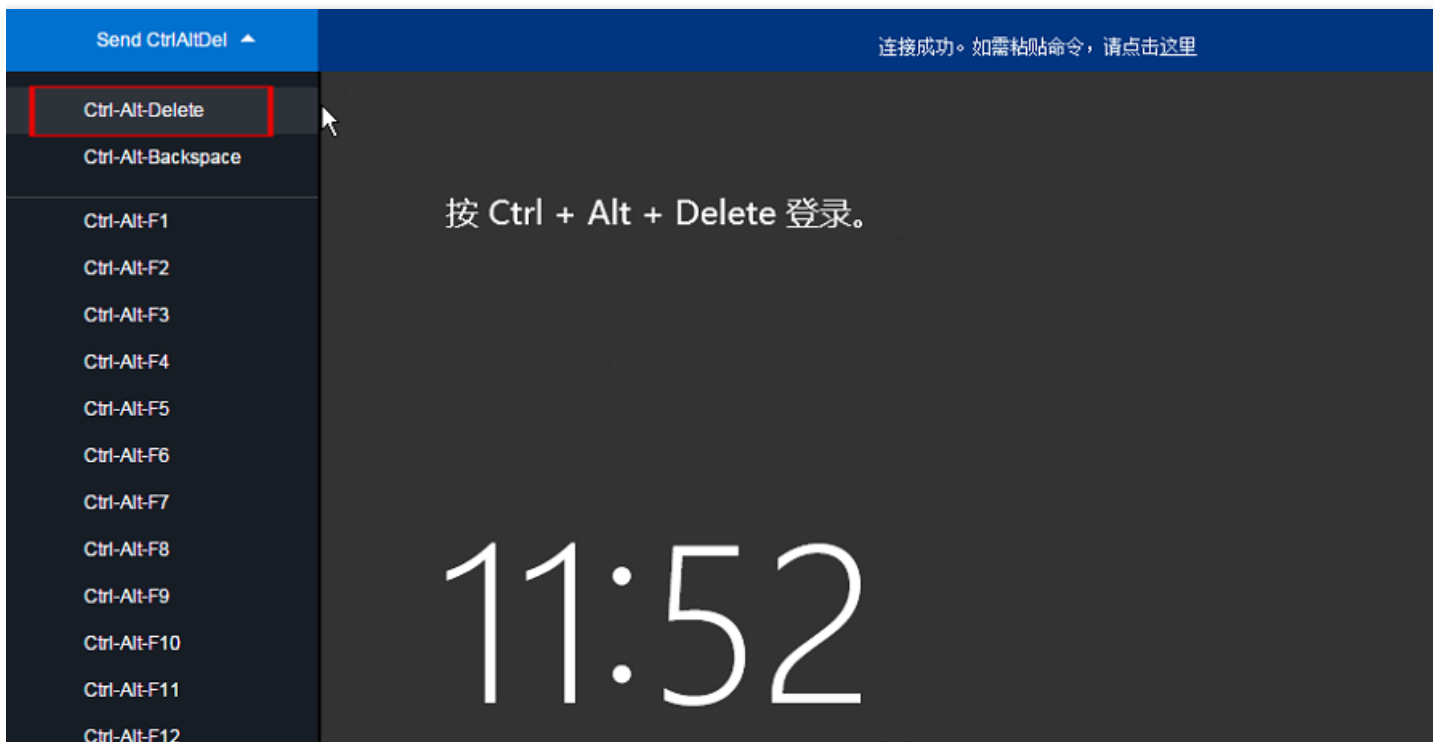 Send CtrlAltDel
连接成功。如需粘贴命令，请点击这里
Ctrl-Alt-Delete
Ctrl-Alt-Backspace
Ctrl-Alt-F1
Ctrl-Alt-F2
Ctrl-Alt-F3
Ctrl-Alt-F4
Ctrl-Alt-F5
Ctrl-Alt-F6
Ctrl-Alt-F7
Ctrl-Alt-F8
Ctrl-Alt-F9
Ctrl-Alt-F10
Ctrl-Alt-F11
Ctrl-Alt-F12
按 Ctrl + Alt + Delete 登录。
11:52